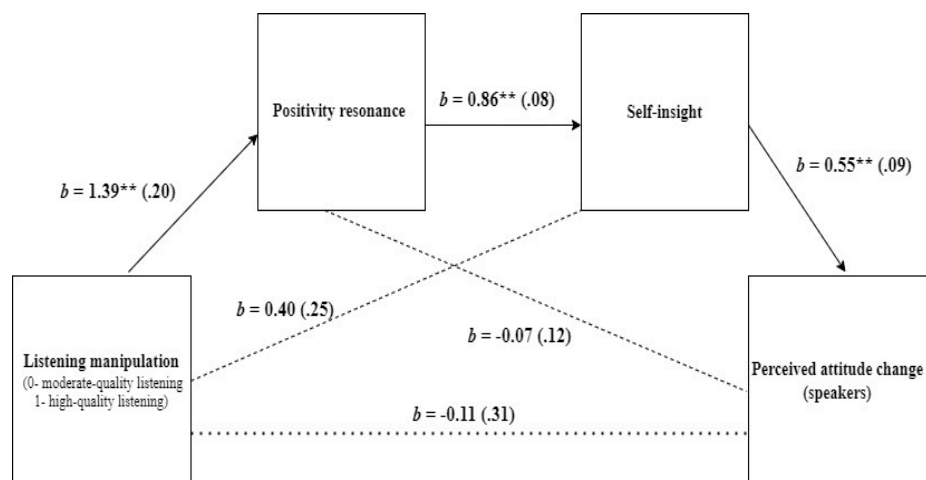 Positivity resonance
b = 0.86** (.08)
Self-insight
b = 0.55** (.09)
b = 1.39** (.20)
b = 0.40 (.25)
b = -0.07 (.12)
Listening manipulation
(0- moderate-quality listening
1- high-quality listening)
Perceived attitude change
(speakers)
b = -0.11 (.31)